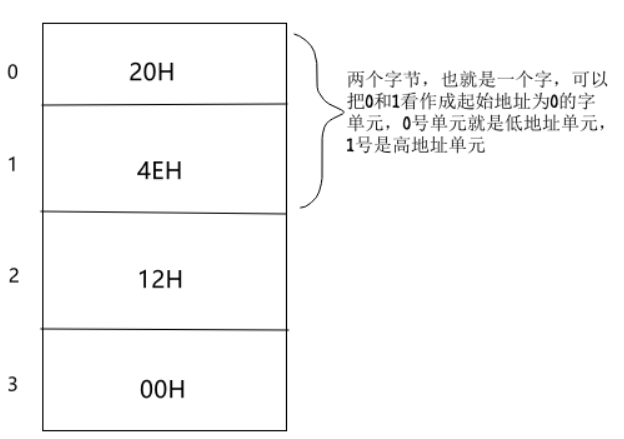 0
20H
两个字节，也就是一个字，可以
把0和1看作成起始地址为0的字
单元，0号单元就是低地址单元，
1号是高地址单元
1
4EH
2
12H
3
00H